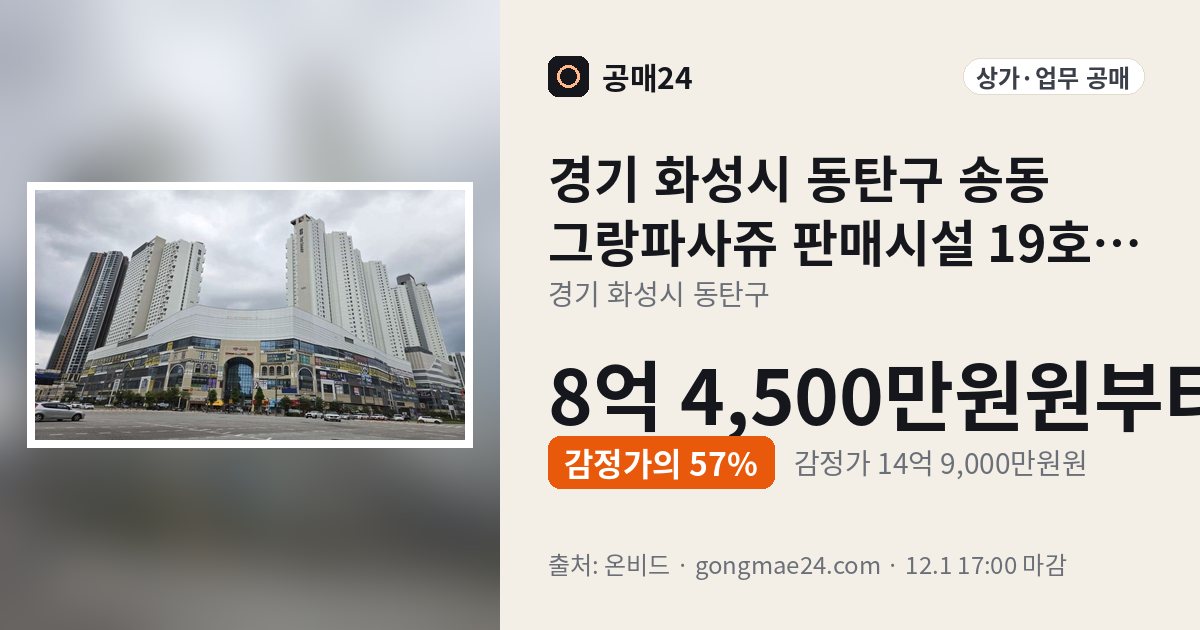 공매24
상가·업무 공매
경기 화성시 동탄구 송동
그랑파사쥬 판매시설 19호…
경기 화성시 동탄구
8억 4,500만원원부터
감정가의 57%
감정가 14억 9,000만원원
출처: 온비드 · gongmae24.com · 12.1 17:00 마감